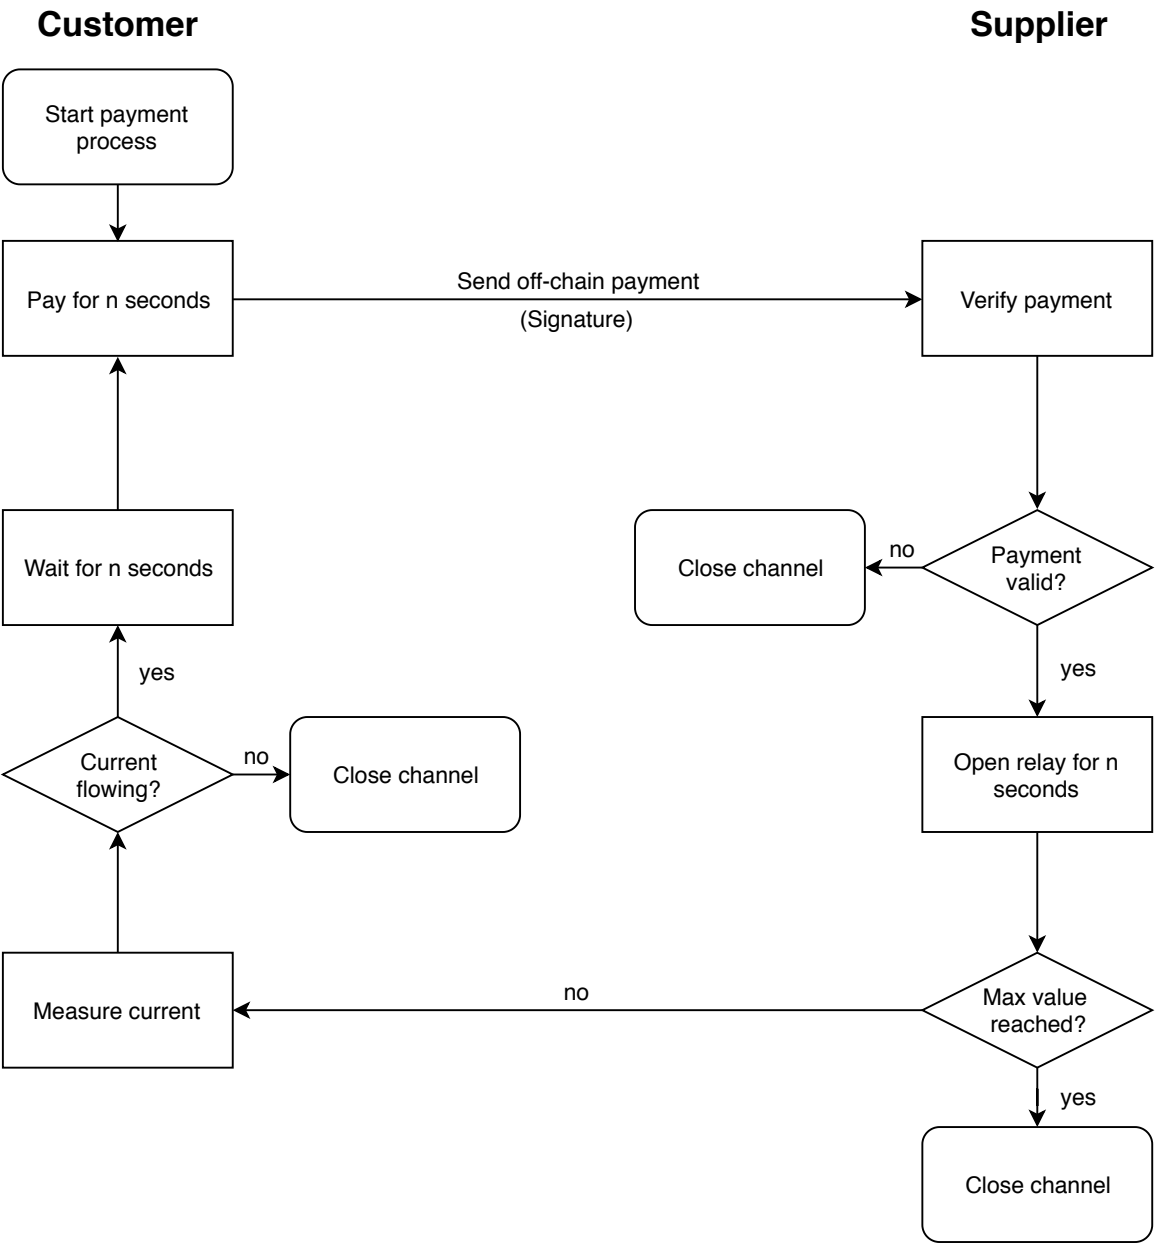 Customer
Supplier
Start payment
process
Pay for n seconds
Send off-chain payment
(Signature)
Verify payment
Wait for n seconds
Close channel
no
Payment
valid?
yes
yes
Current
flowing?
no
Close channel
Open relay for n
seconds
Measure current
no
Max value
reached?
yes
Close channel